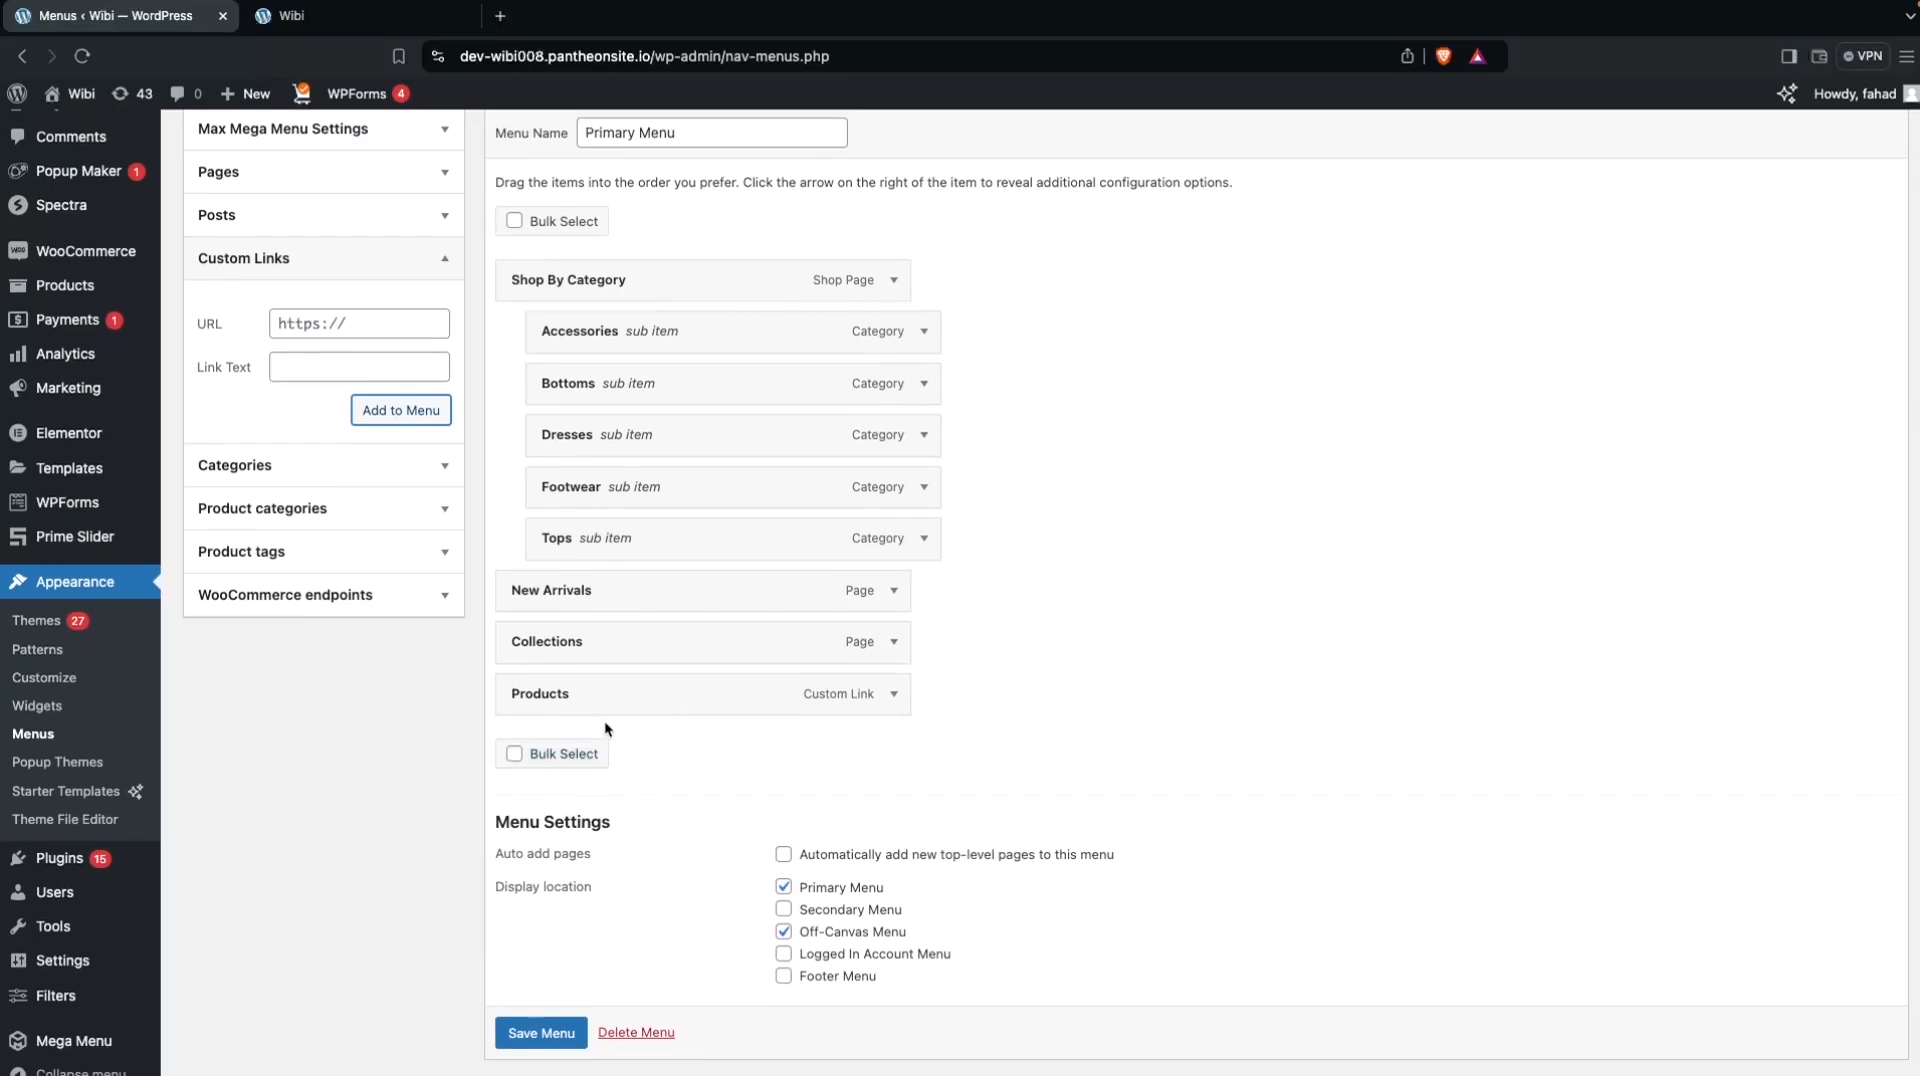 Menus ‹ Wibi — WordPress
Wibi
dev-wibi008.pantheonsite.io/wp-admin/nav-menus.php
VPN
Wibi
43
0
New
WPForms 4
Howdy, fahad
Comments
Popup Maker 1
Spectra
WooCommerce
Products
Payments 1
Analytics
Marketing
Elementor
Templates
WPForms
Prime Slider
Appearance
Themes 27
Patterns
Customize
Widgets
Menus
Popup Themes
Starter Templates
Theme File Editor
Plugins 15
Users
Tools
Settings
Filters
Mega Menu
Collapse menu
Max Mega Menu Settings
Pages
Posts
Custom Links
URL https://
Link Text
Add to Menu
Categories
Product categories
Product tags
WooCommerce endpoints
Menu Name Primary Menu
Drag the items into the order you prefer. Click the arrow on the right of the item to reveal additional configuration options.
Bulk Select
Shop By Category Shop Page
Accessories sub item Category
Bottoms sub item Category
Dresses sub item Category
Footwear sub item Category
Tops sub item Category
New Arrivals Page
Collections Page
Products Custom Link
Bulk Select
Menu Settings
Auto add pages Automatically add new top-level pages to this menu
Display location Primary Menu
Secondary Menu
Off-Canvas Menu
Logged In Account Menu
Footer Menu
Save Menu Delete Menu